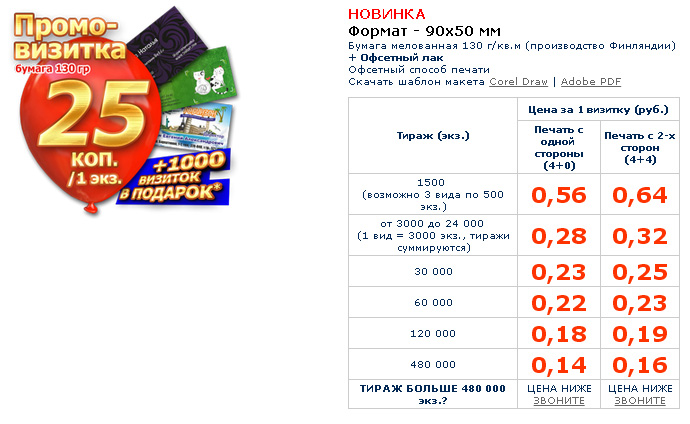 Промо-
визитка
бумага 130 гр
25
КОП.
/1 экз.
+1000
ВИЗИТОК
В ПОДАРОК*
НОВИНКА
Формат - 90х50 мм
Бумага мелованная 130 г/кв.м (производство Финляндии)
+ Офсетный лак
Офсетный способ печати
Скачать шаблон макета Corel Draw | Adobe PDF
Тираж (экз.)
Цена за 1 визитку (руб.)
Печать с
одной
стороны
(4+0)
Печать с 2-х
сторон
(4+4)
1500
(возможно 3 вида по 500
экз.)
0,56
0,64
от 3000 до 24 000
(1 вид = 3000 экз., тиражи
суммируются)
0,28
0,32
30 000
0,23
0,25
60 000
0,22
0,23
120 000
0,18
0,19
480 000
0,14
0,16
ТИРАЖ БОЛЬШЕ 480 000
экз.?
ЦЕНА НИЖЕ
ЗВОНИТЕ
ЦЕНА НИЖЕ
ЗВОНИТЕ